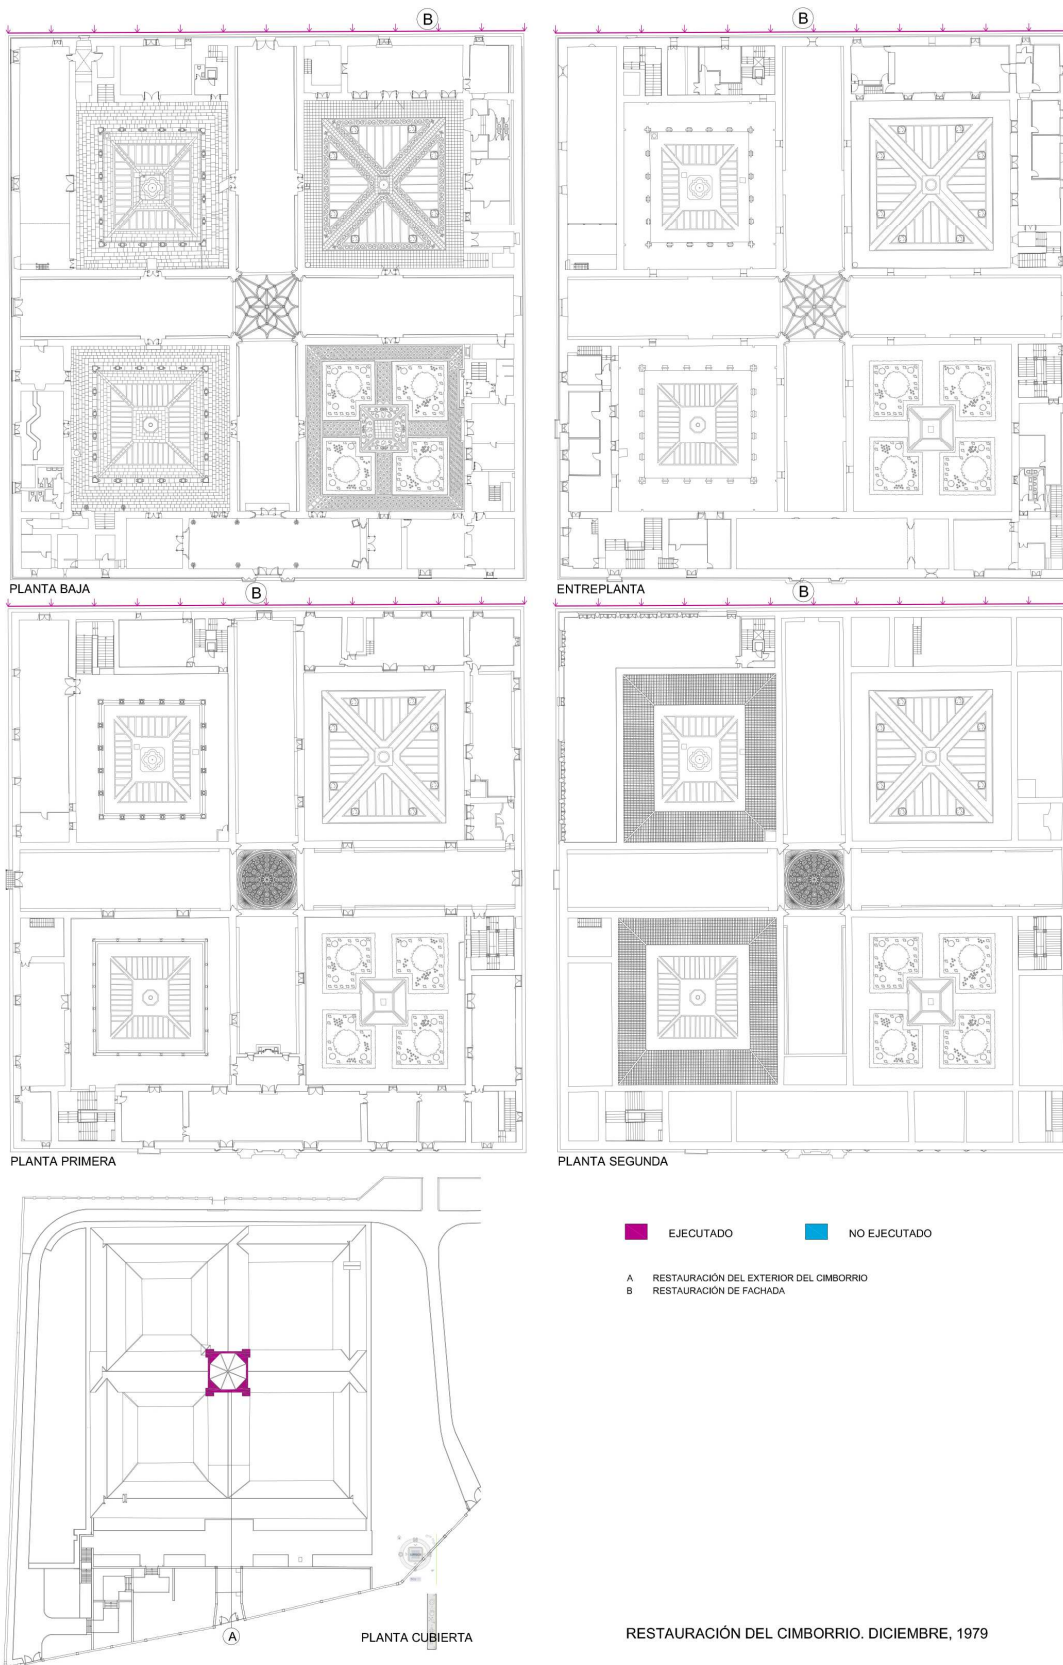 B
B
PLANTA BAJA
ENTREPLANTA
B
B
PLANTA PRIMERA
PLANTA SEGUNDA
EJECUTADO
NO EJECUTADO
A RESTAURACIÓN DEL EXTERIOR DEL CIMBORRIO
B RESTAURACIÓN DE FACHADA
A
PLANTA CUBIERTA
RESTAURACIÓN DEL CIMBORRIO. DICIEMBRE, 1979